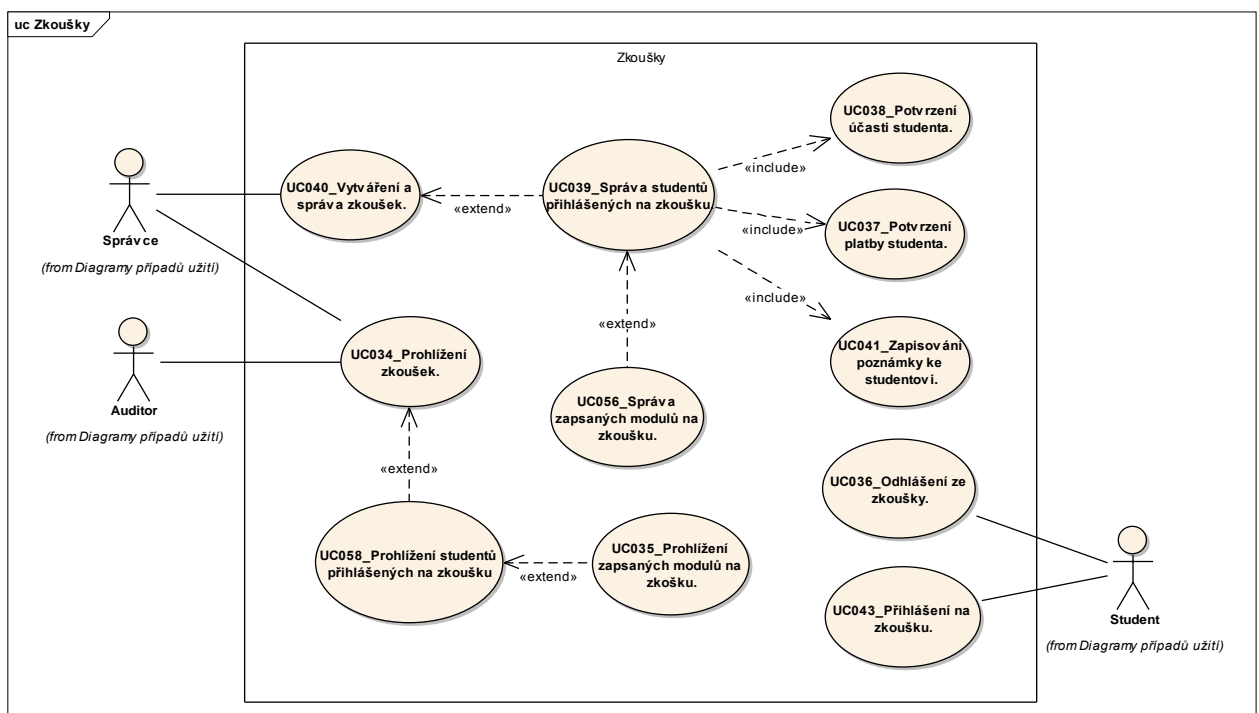 uc Zkoušky
Zkoušky
UC038_Potvrzení
účasti studenta.
UC040_Vytváření a
správa zkoušek.
UC039_Správa studentů
přihlášených na zkoušku.
«include»
«extend»
UC037_Potvrzení
platby studenta.
«include»
Správce
(from Diagramy případů užití)
«include»
«extend»
UC034_Prohlížení
zkoušek.
UC041_Zapisování
poznámky ke
studentovi.
Auditor
(from Diagramy případů užití)
UC056_Správa
zapsaných modulů na
zkoušku.
«extend»
UC036_Odhlášení ze
zkoušky.
UC058_Prohlížení studentů
přihlášených na zkoušku
«extend»
UC035_Prohlížení
zapsaných modulů na
zkošku.
UC043_Přihlášení na
zkoušku.
Student
(from Diagramy případů užití)